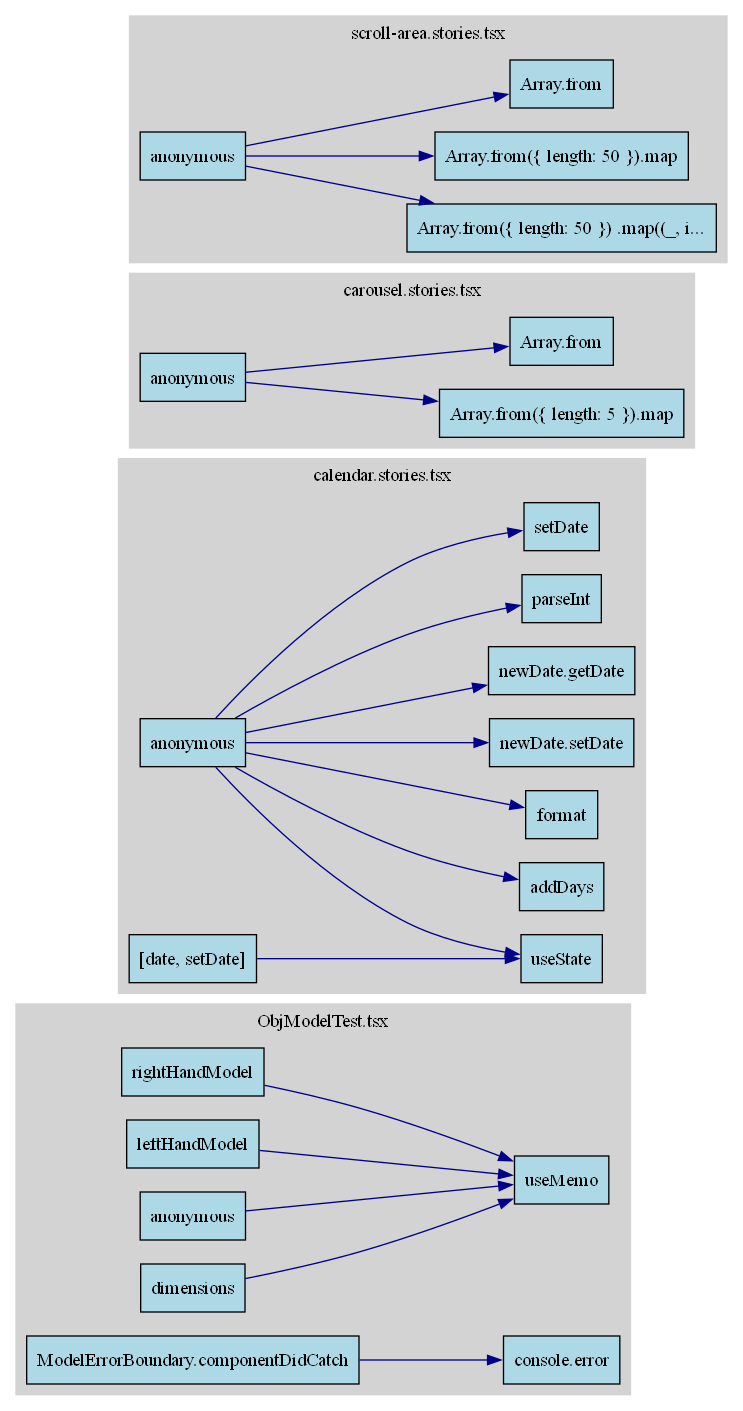 scroll-area.stories.tsx
Array.from
anonymous
Array.from({ length: 50 }).map
Array.from({ length: 50 }) .map((_, i...
carousel.stories.tsx
Array.from
anonymous
Array.from({ length: 5 }).map
calendar.stories.tsx
setDate
parseInt
newDate.getDate
anonymous
newDate.setDate
format
addDays
[date, setDate]
useState
ObjModelTest.tsx
rightHandModel
leftHandModel
useMemo
anonymous
dimensions
ModelErrorBoundary.componentDidCatch
console.error